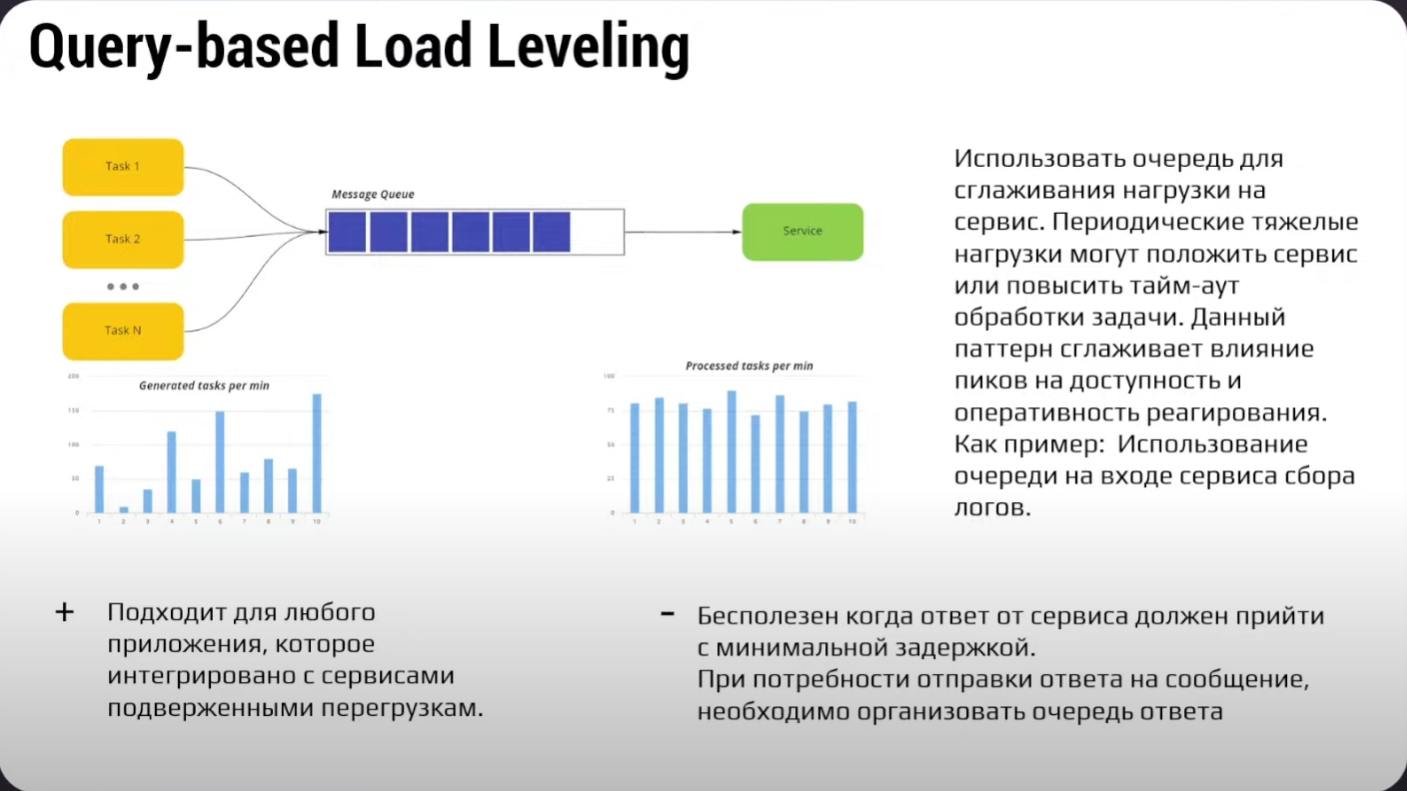 Query-based Load Leveling
Task 1
Task 2
Task N
Message Queue
Service
Использовать очередь для
сглаживания нагрузки на
сервис. Периодические тяжелые
нагрузки могут положить сервис
или повысить тайм-аут
обработки задачи. Данный
паттерн сглаживает влияние
пиков на доступность и
оперативность реагирования.
Как пример: Использование
очереди на входе сервиса сбора
логов.
Generated tasks per min
200
150
100
50
0
1 2 3 4 5 6 7 8 9 10
Processed tasks per min
100
75
50
25
0
1 2 3 4 5 6 7 8 9 10
+ Подходит для любого
приложения, которое
интегрировано с сервисами
подверженными перегрузкам.
- Бесполезен когда ответ от сервиса должен прийти
с минимальной задержкой.
При потребности отправки ответа на сообщение,
необходимо организовать очередь ответа